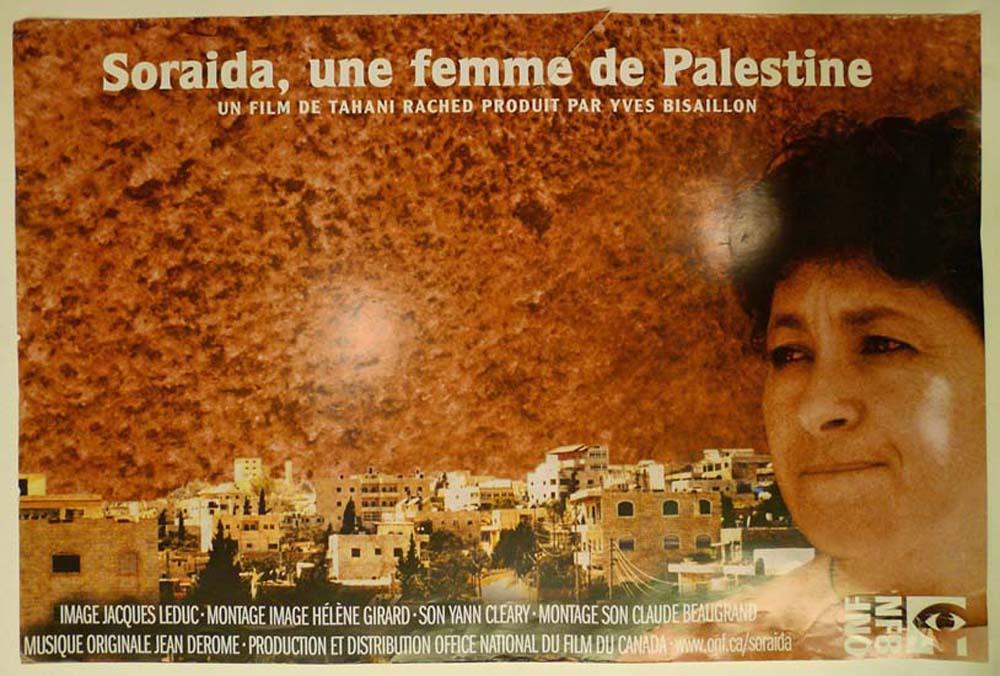 Soraida, une femme de Palestine
UN FILM DE TAHANI RACHED PRODUIT PAR YVES BISAILLON
IMAGE JACQUES LEDUC · MONTAGE IMAGE HÉLÈNE GIRARD · SON YANN CLEARY · MONTAGE SON CLAUDE BEAUGRAND
MUSIQUE ORIGINALE JEAN DEROME · PRODUCTION ET DISTRIBUTION OFFICE NATIONAL DU FILM DU CANADA · www.onf.ca/soraida
ONF
NFB